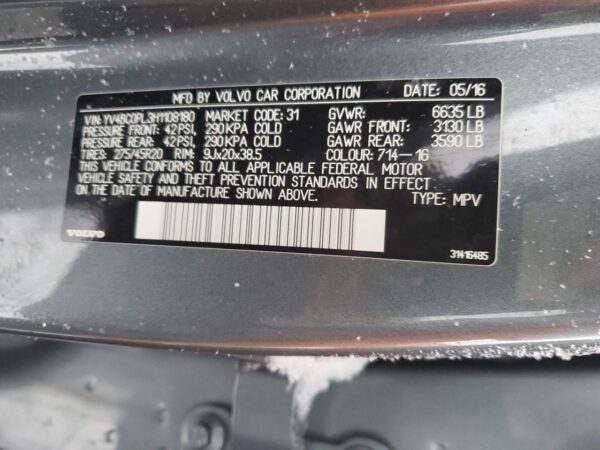 MFD BY VOLVO CAR CORPORATION DATE: 05/16
VIN: YV4BC0PL3H1108180 MARKET CODE: 31 GVWR: 6635 LB
PRESSURE FRONT: 42 PSI, 290 KPA COLD GAWR FRONT: 3130 LB
PRESSURE REAR: 42 PSI, 290 KPA COLD GAWR REAR: 3590 LB
TIRES: 275/45R20 RIM: 9Jx20x38.5 COLOUR: 714-16
THIS VEHICLE CONFORMS TO ALL APPLICABLE FEDERAL MOTOR
VEHICLE SAFETY AND THEFT PREVENTION STANDARDS IN EFFECT
ON THE DATE OF MANUFACTURE SHOWN ABOVE. TYPE: MPV
VOLVO 31416485